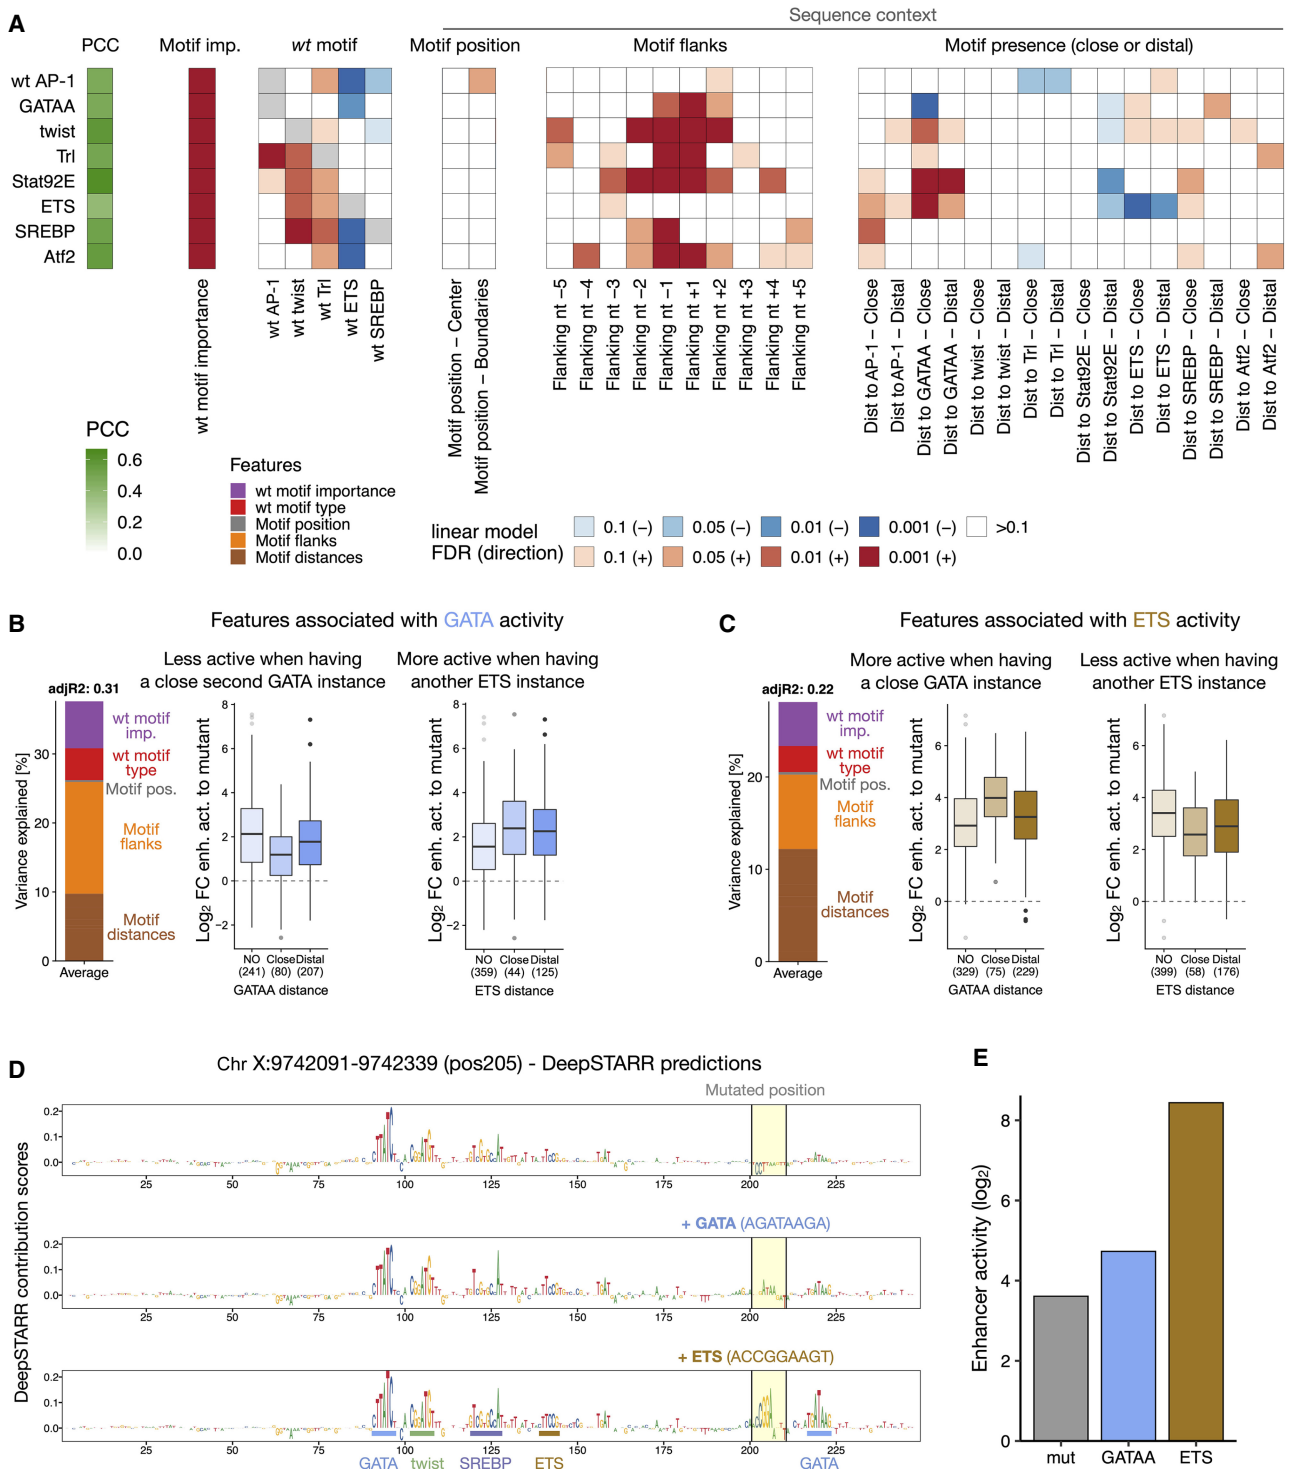 A
Sequence context
PCC
Motif imp.
wt motif
Motif position
Motif flanks
Motif presence (close or distal)
wt AP-1
GATAA
twist
Trl
Stat92E
ETS
SREBP
Atf2
wt motif importance
wt AP-1
wt twist
wt Trl
wt ETS
wt SREBP
Motif position – Center
Motif position – Boundaries
Flanking nt −5
Flanking nt −4
Flanking nt −3
Flanking nt −2
Flanking nt −1
Flanking nt +1
Flanking nt +2
Flanking nt +3
Flanking nt +4
Flanking nt +5
Dist to AP-1 – Close
Dist to AP-1 – Distal
Dist to GATAA – Close
Dist to GATAA – Distal
Dist to twist – Close
Dist to twist – Distal
Dist to Trl – Close
Dist to Trl – Distal
Dist to Stat92E – Close
Dist to Stat92E – Distal
Dist to ETS – Close
Dist to ETS – Distal
Dist to SREBP – Close
Dist to SREBP – Distal
Dist to Atf2 – Close
Dist to Atf2 – Distal
PCC
0.6
0.4
0.2
0.0
Features
wt motif importance
wt motif type
Motif position
Motif flanks
Motif distances
linear model
FDR (direction)
0.1 (−) 0.05 (−) 0.01 (−) 0.001 (−) >0.1
0.1 (+) 0.05 (+) 0.01 (+) 0.001 (+)
B
Features associated with GATA activity
adjR2: 0.31
Variance explained [%]
30
20
10
0
Average
wt motif
imp.
wt motif
type
Motif pos.
Motif
flanks
Motif
distances
Less active when having
a close second GATA instance
Log2 FC enh. act. to mutant
8
6
4
2
0
−2
NO Close Distal
(241) (80) (207)
GATAA distance
More active when having
another ETS instance
Log2 FC enh. act. to mutant
8
6
4
2
0
−2
NO Close Distal
(359) (44) (125)
ETS distance
C
Features associated with ETS activity
adjR2: 0.22
Variance explained [%]
20
10
0
Average
wt motif
imp.
wt motif
type
Motif pos.
Motif
flanks
Motif
distances
More active when having
a close GATA instance
Log2 FC enh. act. to mutant
6
4
2
0
NO Close Distal
(329) (75) (229)
GATAA distance
Less active when having
another ETS instance
Log2 FC enh. act. to mutant
6
4
2
0
NO Close Distal
(399) (58) (176)
ETS distance
D
Chr X:9742091-9742339 (pos205) - DeepSTARR predictions
Mutated position
DeepSTARR contribution scores
0.2
0.1
0.0
25 50 75 100 125 150 175 200 225
+ GATA (AGATAAGA)
0.2
0.1
0.0
25 50 75 100 125 150 175 200 225
+ ETS (ACCGGAAGT)
0.2
0.1
0.0
25 50 75 100 125 150 175 200 225
GATA twist SREBP ETS GATA
E
Enhancer activity (log2)
8
6
4
2
0
mut GATAA ETS